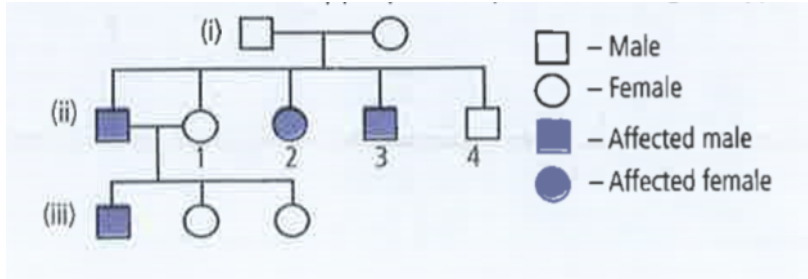 (i)
(ii)
1 2 3 4
(iii)
– Male
– Female
– Affected male
– Affected female